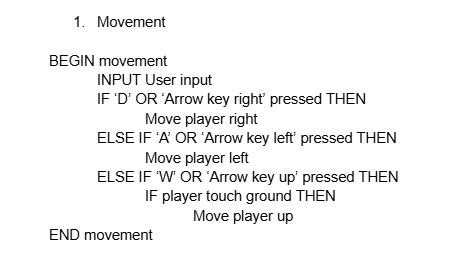 1. Movement
BEGIN movement
INPUT User input
IF ‘D’ OR ‘Arrow key right’ pressed THEN
Move player right
ELSE IF ‘A’ OR ‘Arrow key left’ pressed THEN
Move player left
ELSE IF ‘W’ OR ‘Arrow key up’ pressed THEN
IF player touch ground THEN
Move player up
END movement